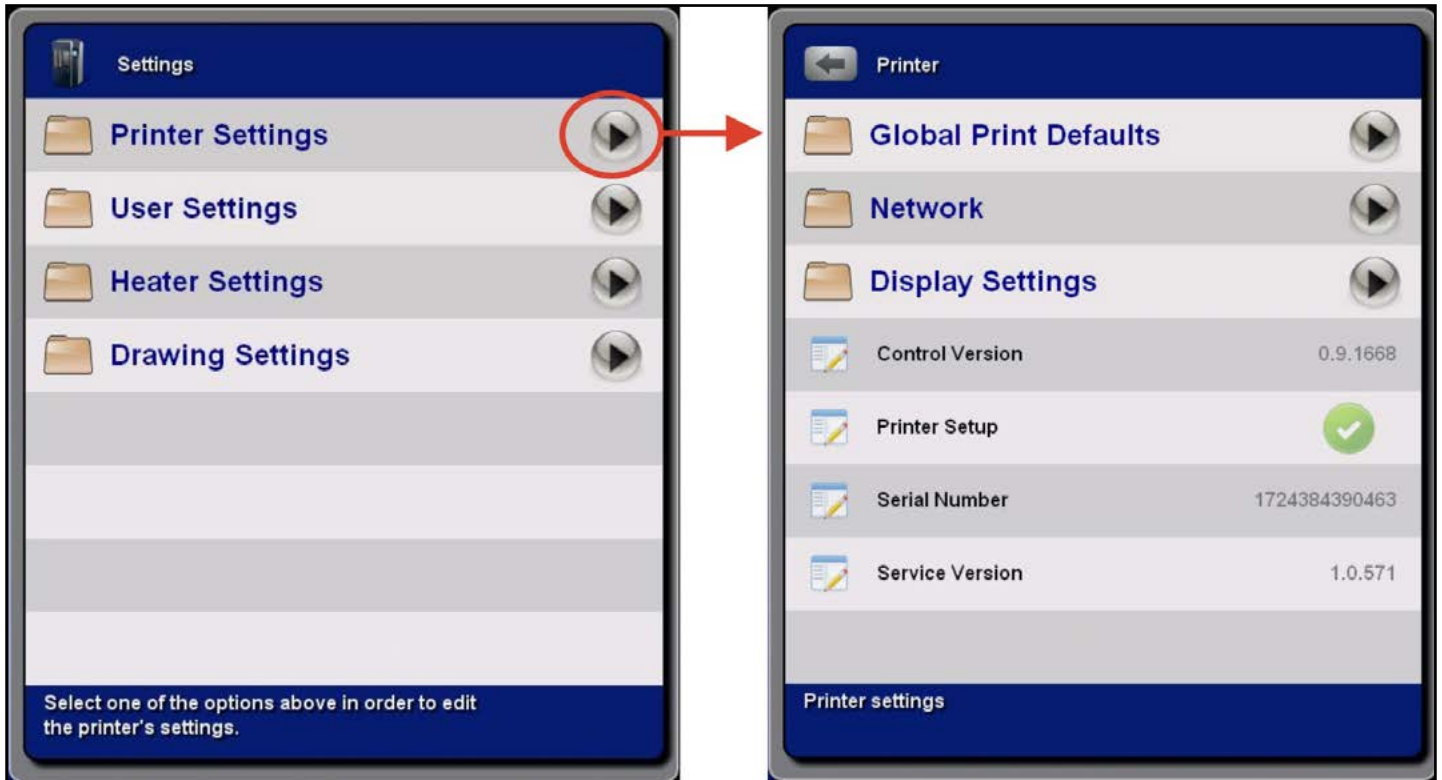 Settings
Printer Settings
User Settings
Heater Settings
Drawing Settings
Select one of the options above in order to edit
the printer's settings.
Printer
Global Print Defaults
Network
Display Settings
Control Version 0.9.1668
Printer Setup
Serial Number 1724384390463
Service Version 1.0.571
Printer settings